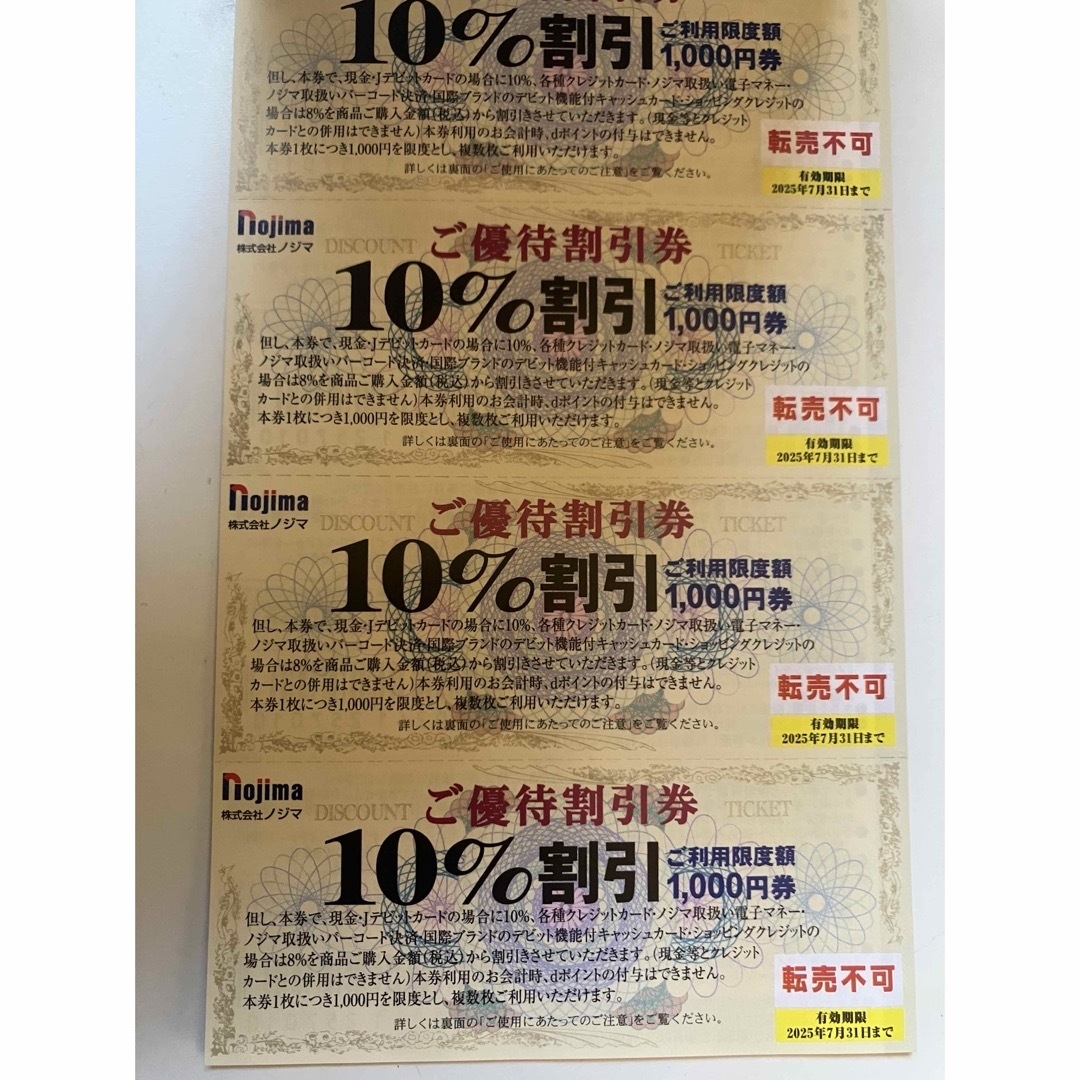 10%割引 ご利用限度額
1,000円券
但し、本券で、現金・Jデビットカードの場合に10%、各種クレジットカード・ノジマ取扱い電子マネー・
ノジマ取扱いバーコード決済・国際ブランドのデビット機能付キャッシュカード・ショッピングクレジットの
場合は8%を商品ご購入金額(税込)から割引きさせていただきます。(現金等とクレジット
カードとの併用はできません)本券利用のお会計時、dポイントの付与はできません。
本券1枚につき1,000円を限度とし、複数枚ご利用いただけます。
転売不可
詳しくは裏面の「ご使用にあたってのご注意」をご覧ください。
有効期限
2025年7月31日まで
nojima
株式会社ノジマ
DISCOUNT ご優待割引券 TICKET
10%割引 ご利用限度額
1,000円券
但し、本券で、現金・Jデビットカードの場合に10%、各種クレジットカード・ノジマ取扱い電子マネー・
ノジマ取扱いバーコード決済・国際ブランドのデビット機能付キャッシュカード・ショッピングクレジットの
場合は8%を商品ご購入金額(税込)から割引きさせていただきます。(現金等とクレジット
カードとの併用はできません)本券利用のお会計時、dポイントの付与はできません。
本券1枚につき1,000円を限度とし、複数枚ご利用いただけます。
転売不可
詳しくは裏面の「ご使用にあたってのご注意」をご覧ください。
有効期限
2025年7月31日まで
nojima
株式会社ノジマ
DISCOUNT ご優待割引券 TICKET
10%割引 ご利用限度額
1,000円券
但し、本券で、現金・Jデビットカードの場合に10%、各種クレジットカード・ノジマ取扱い電子マネー・
ノジマ取扱いバーコード決済・国際ブランドのデビット機能付キャッシュカード・ショッピングクレジットの
場合は8%を商品ご購入金額(税込)から割引きさせていただきます。(現金等とクレジット
カードとの併用はできません)本券利用のお会計時、dポイントの付与はできません。
本券1枚につき1,000円を限度とし、複数枚ご利用いただけます。
転売不可
詳しくは裏面の「ご使用にあたってのご注意」をご覧ください。
有効期限
2025年7月31日まで
nojima
株式会社ノジマ
DISCOUNT ご優待割引券 TICKET
10%割引 ご利用限度額
1,000円券
但し、本券で、現金・Jデビットカードの場合に10%、各種クレジットカード・ノジマ取扱い電子マネー・
ノジマ取扱いバーコード決済・国際ブランドのデビット機能付キャッシュカード・ショッピングクレジットの
場合は8%を商品ご購入金額(税込)から割引きさせていただきます。(現金等とクレジット
カードとの併用はできません)本券利用のお会計時、dポイントの付与はできません。
本券1枚につき1,000円を限度とし、複数枚ご利用いただけます。
転売不可
詳しくは裏面の「ご使用にあたってのご注意」をご覧ください。
有効期限
2025年7月31日まで